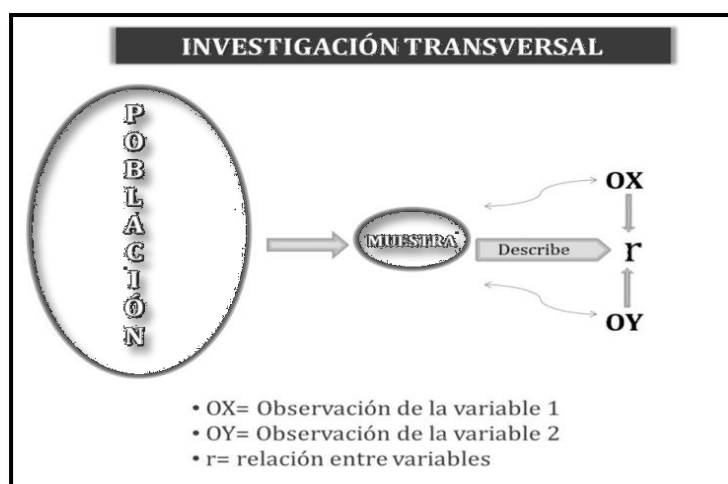 INVESTIGACIÓN TRANSVERSAL
POBLACIÓN
MUESTRA
Describe
OX
r
OY
• OX= Observación de la variable 1
• OY= Observación de la variable 2
• r= relación entre variables